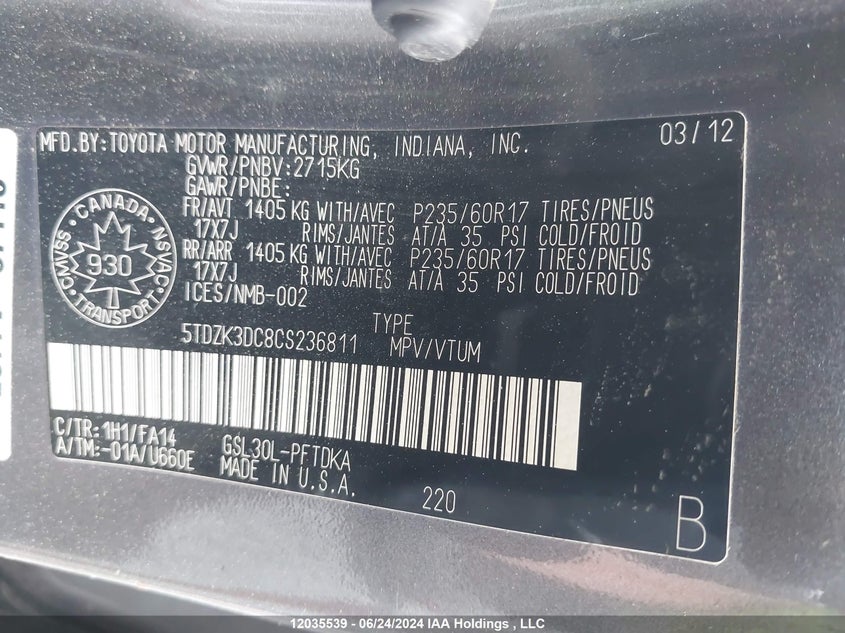 MFD.BY:TOYOTA MOTOR MANUFACTURING, INDIANA, INC. 03/12
GVWR/PNBV:2715KG
GAWR/PNBE:
FR/AVT 1405 KG WITH/AVEC P235/60R17 TIRES/PNEUS
17X7J RIMS/JANTES AT/À 35 PSI COLD/FROID
RR/ARR 1405 KG WITH/AVEC P235/60R17 TIRES/PNEUS
17X7J RIMS/JANTES AT/À 35 PSI COLD/FROID
ICES/NMB-002
CANADA
CMVSS 930 NSVAC
TRANSPORT
TYPE
5TDZK3DC8CS236811 MPV/VTUM
C/TR:1H1/FA14 GSL30L-PFTDKA
A/TM:-01A/U660E MADE IN U.S.A.
220
B
12035539 - 06/24/2024 IAA Holdings , LLC